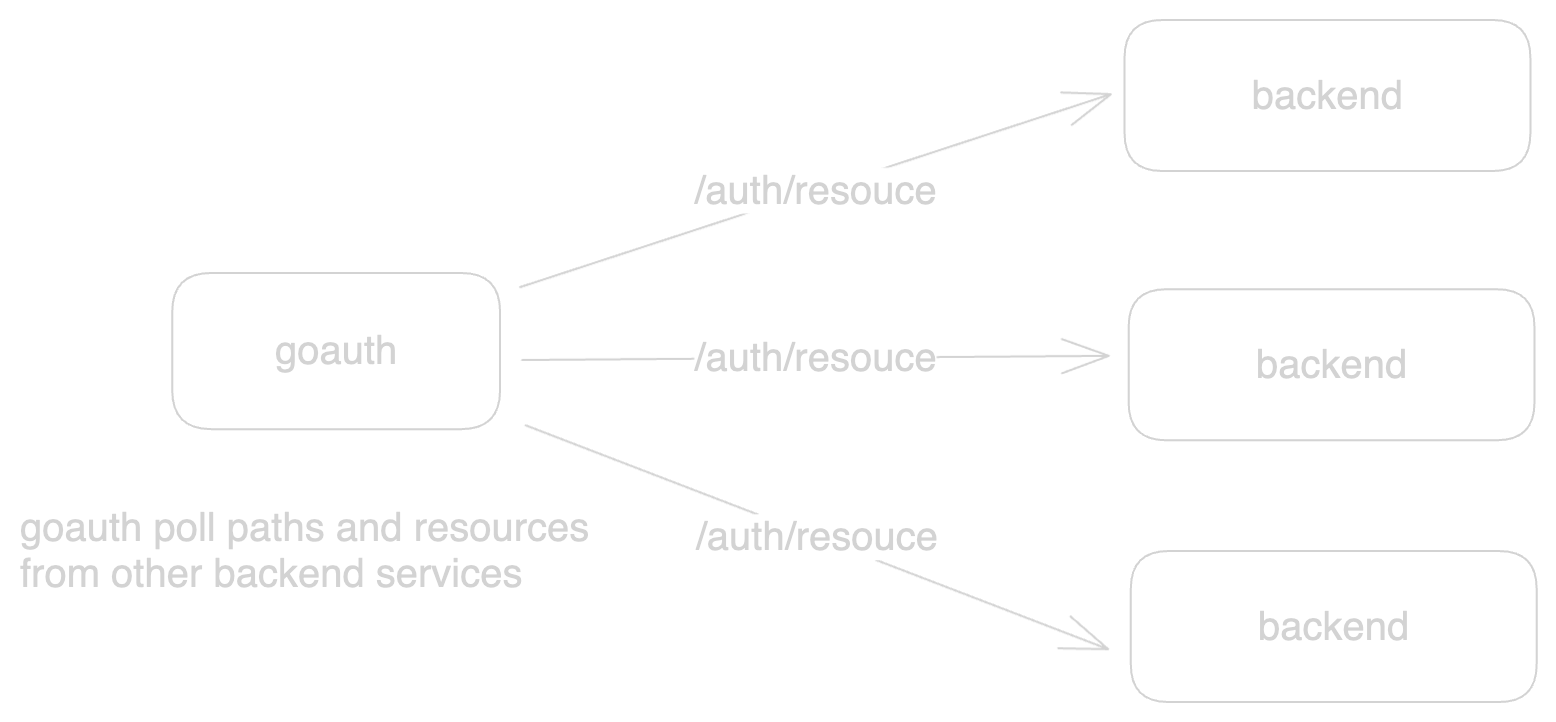 backend
/auth/resouce
goauth
/auth/resouce
backend
goauth poll paths and resources
from other backend services
/auth/resouce
backend